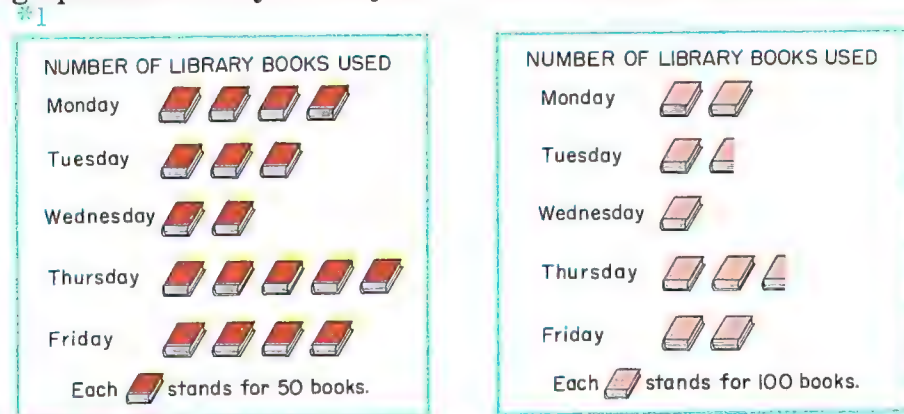 *1
NUMBER OF LIBRARY BOOKS USED
Monday
Tuesday
Wednesday
Thursday
Friday
Each stands for 50 books.
NUMBER OF LIBRARY BOOKS USED
Monday
Tuesday
Wednesday
Thursday
Friday
Each stands for 100 books.